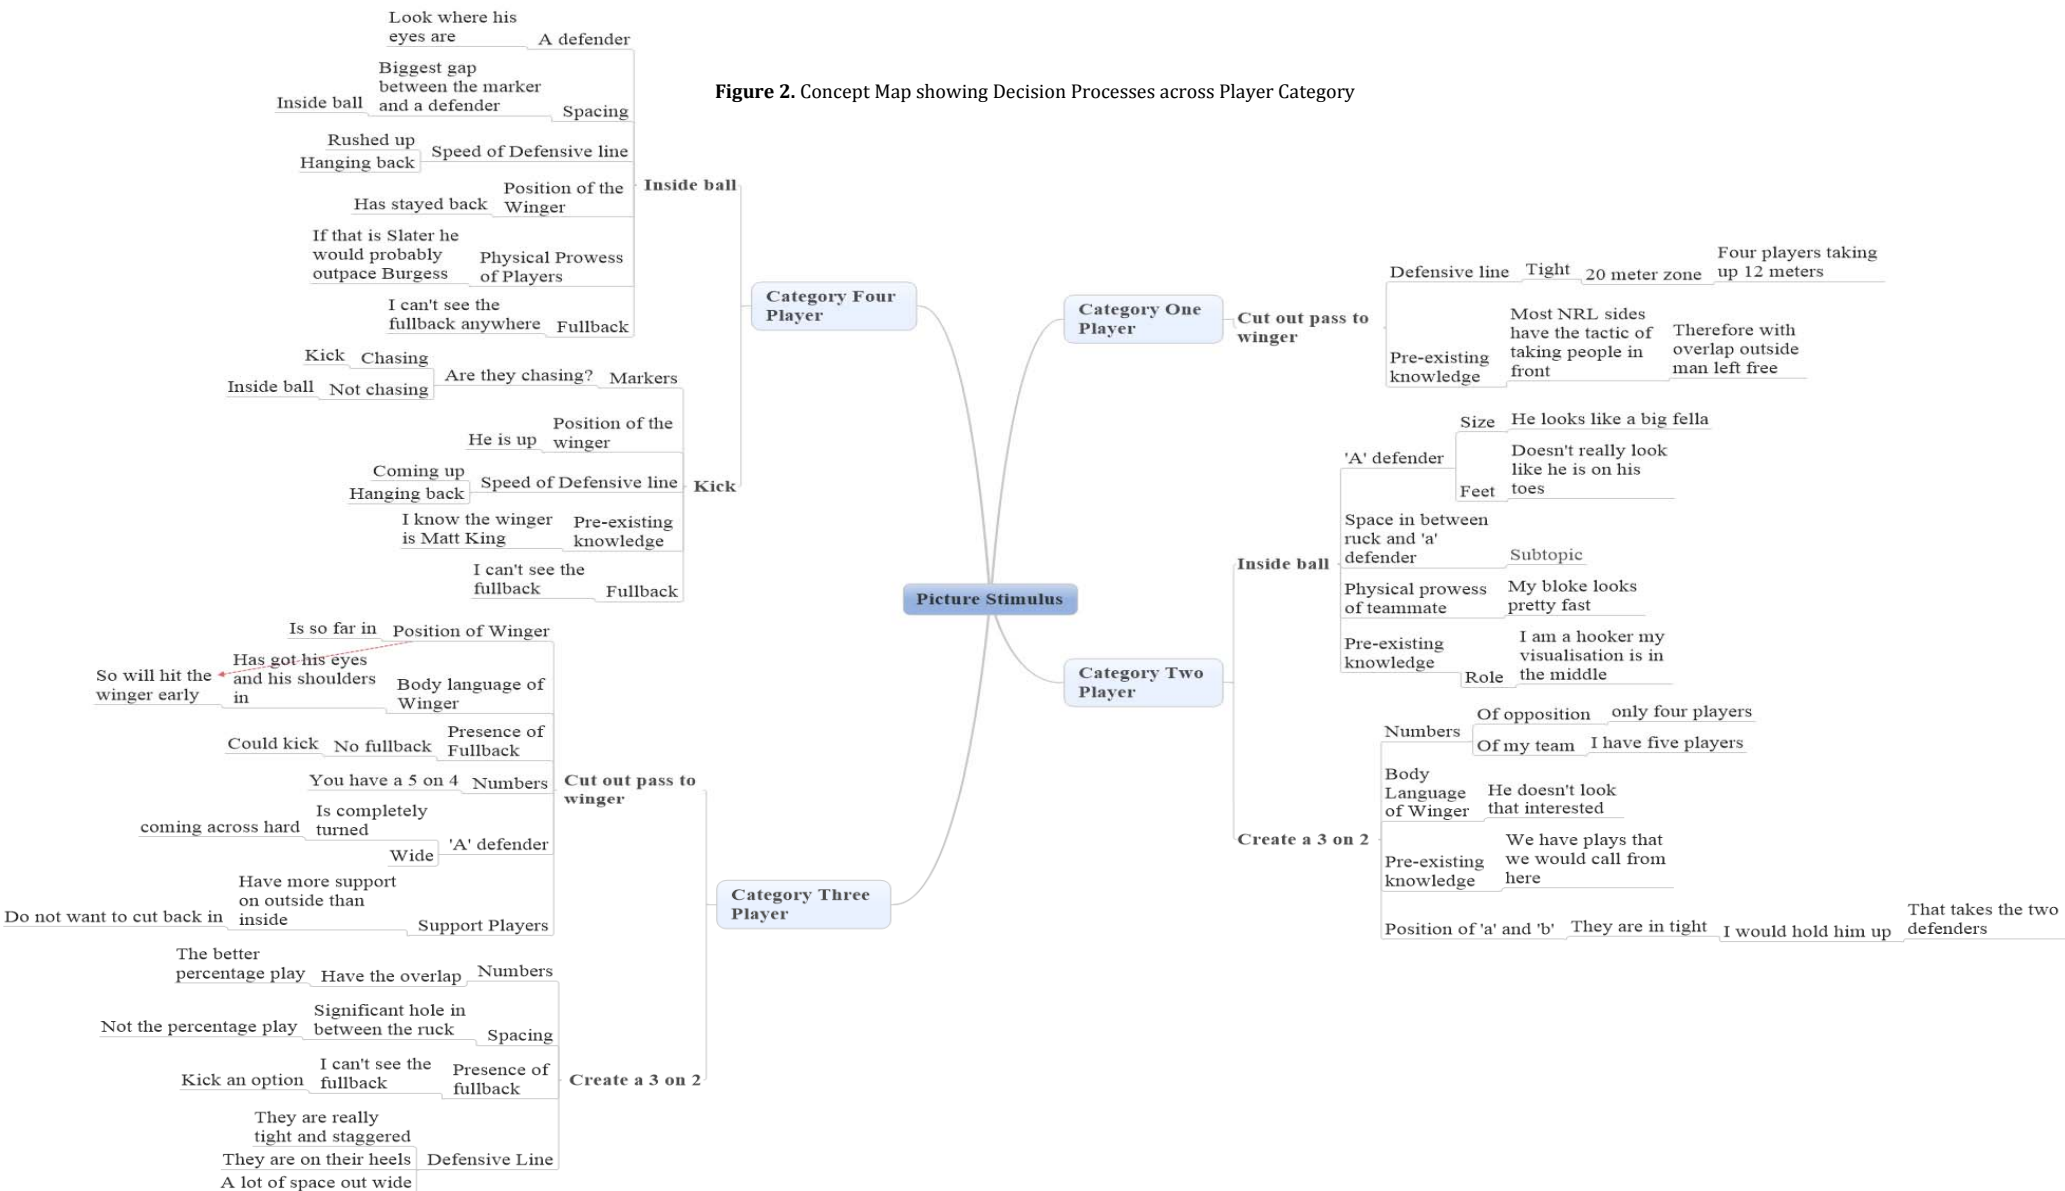 Figure 2. Concept Map showing Decision Processes across Player Category
Picture Stimulus
Category Four
Player
Inside ball
A defender
Look where his
eyes are
Spacing
Biggest gap
between the marker
and a defender
Inside ball
Speed of Defensive line
Rushed up
Hanging back
Position of the
Winger
Has stayed back
Physical Prowess
of Players
If that is Slater he
would probably
outpace Burgess
Fullback
I can't see the
fullback anywhere
Kick
Markers
Are they chasing?
Chasing
Kick
Not chasing
Inside ball
Position of the
winger
He is up
Speed of Defensive line
Coming up
Hanging back
Pre-existing
knowledge
I know the winger
is Matt King
Fullback
I can't see the
fullback
Category Three
Player
Cut out pass to
winger
Position of Winger
Is so far in
Body language of
Winger
Has got his eyes
and his shoulders
in
So will hit the
winger early
Presence of
Fullback
No fullback
Could kick
Numbers
You have a 5 on 4
'A' defender
Is completely
turned
coming across hard
Wide
Support Players
Have more support
on outside than
inside
Do not want to cut back in
Create a 3 on 2
Numbers
Have the overlap
The better
percentage play
Spacing
Significant hole in
between the ruck
Not the percentage play
Presence of
fullback
I can't see the
fullback
Kick an option
Defensive Line
They are really
tight and staggered
They are on their heels
A lot of space out wide
Category One
Player
Cut out pass to
winger
Defensive line
Tight
20 meter zone
Four players taking
up 12 meters
Pre-existing
knowledge
Most NRL sides
have the tactic of
taking people in
front
Therefore with
overlap outside
man left free
Category Two
Player
Inside ball
'A' defender
Size
He looks like a big fella
Feet
Doesn't really look
like he is on his
toes
Space in between
ruck and 'a'
defender
Subtopic
Physical prowess
of teammate
My bloke looks
pretty fast
Pre-existing
knowledge
Role
I am a hooker my
visualisation is in
the middle
Create a 3 on 2
Numbers
Of opposition
only four players
Of my team
I have five players
Body
Language
of Winger
He doesn't look
that interested
Pre-existing
knowledge
We have plays that
we would call from
here
Position of 'a' and 'b'
They are in tight
I would hold him up
That takes the two
defenders